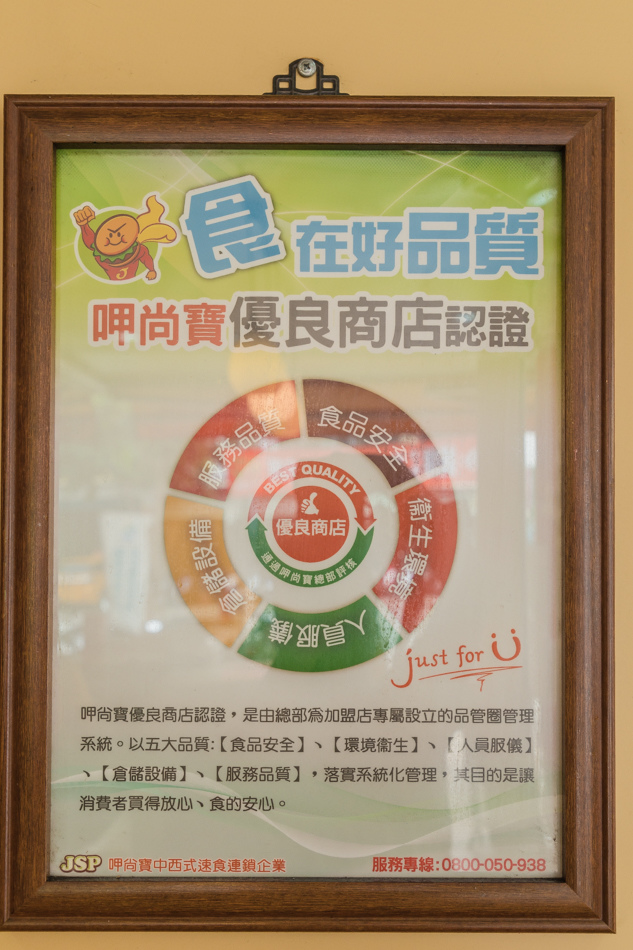 食在好品質
呷尚寶優良商店認證
服務品質
食品安全
衛生環境
人員服儀
倉儲設備
BEST QUALITY
優良商店
通過呷尚寶總部評核
just for U
呷尚寶優良商店認證，是由總部為加盟店專屬設立的品管圈管理
系統。以五大品質:【食品安全】、【環境衛生】、【人員服儀】
、【倉儲設備】、【服務品質】，落實系統化管理，其目的是讓
消費者買得放心、食的安心。
JSP 呷尚寶中西式速食連鎖企業
服務專線:0800-050-938